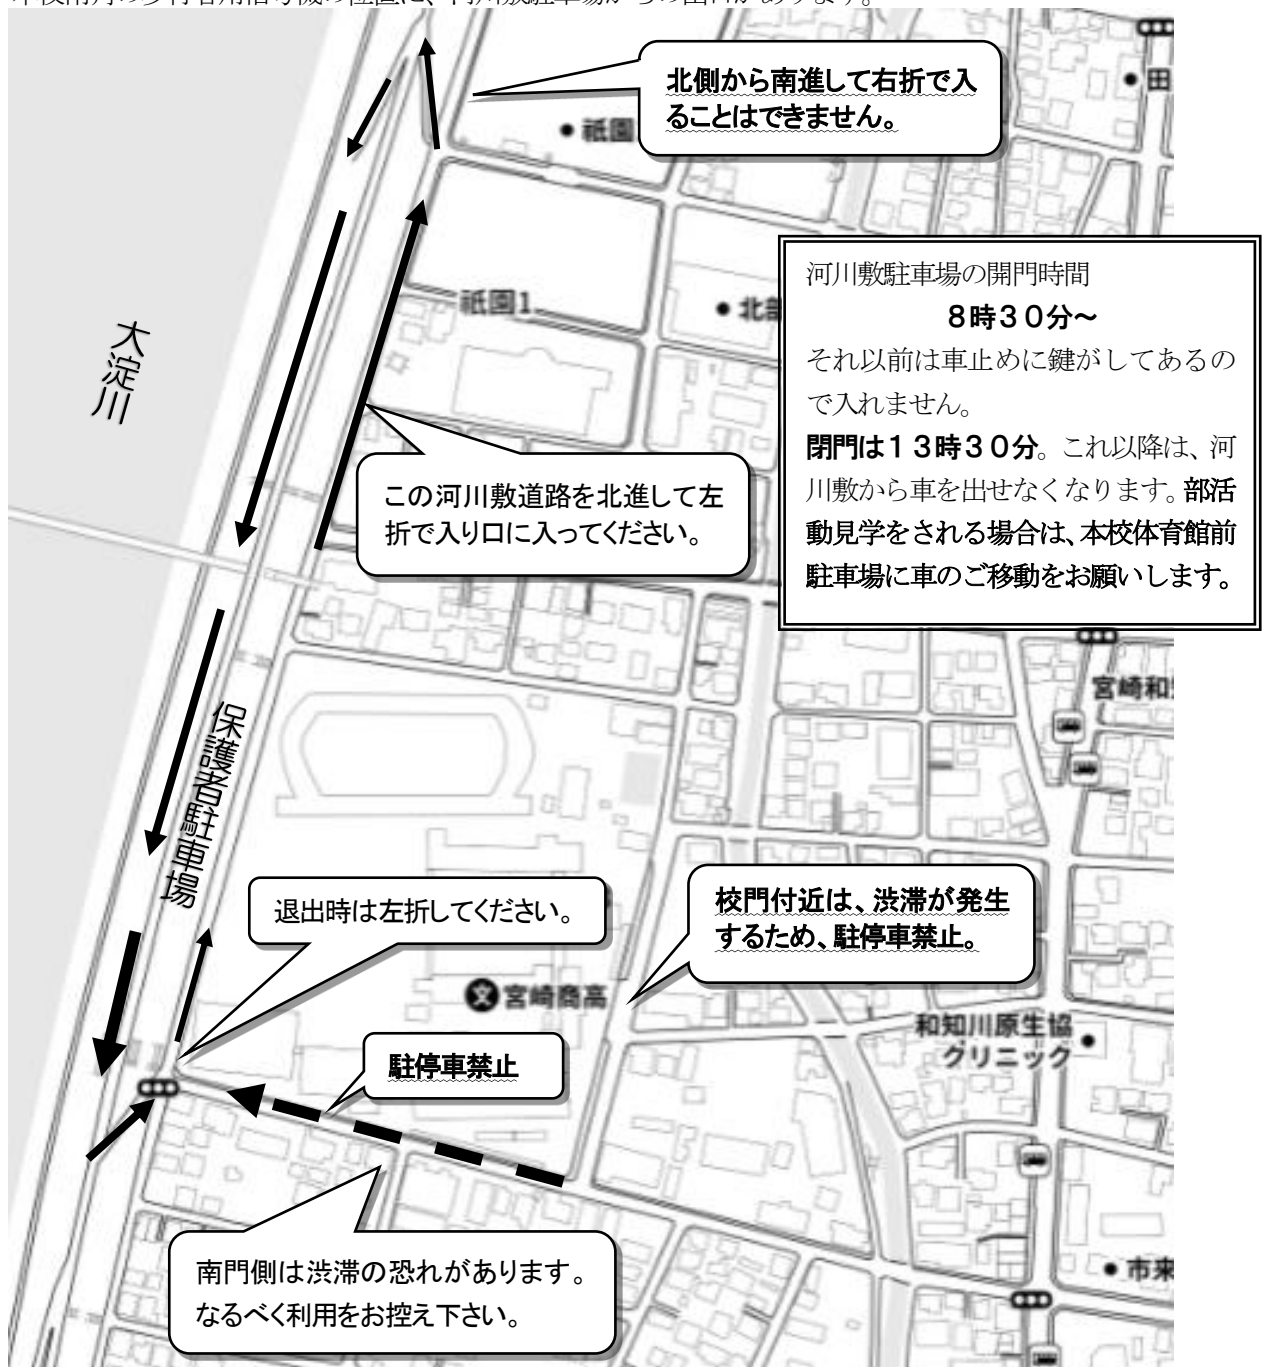 北側から南進して右折で入
ることはできません。
田
祇園
河川敷駐車場の開門時間
8時30分～
それ以前は車止めに鍵がしてあるの
で入れません。
閉門は13時30分。これ以降は、河
川敷から車を出せなくなります。部活
動見学をされる場合は、本校体育館前
駐車場に車のご移動をお願いします。
祇園1
北部
大淀川
この河川敷道路を北進して左
折で入り口に入ってください。
宮崎和知
保護者駐車場
退出時は左折してください。
校門付近は、渋滞が発生
するため、駐停車禁止。
文 宮崎商高
和知川原生協
クリニック
駐停車禁止
南門側は渋滞の恐れがあります。
なるべく利用をお控え下さい。
市来